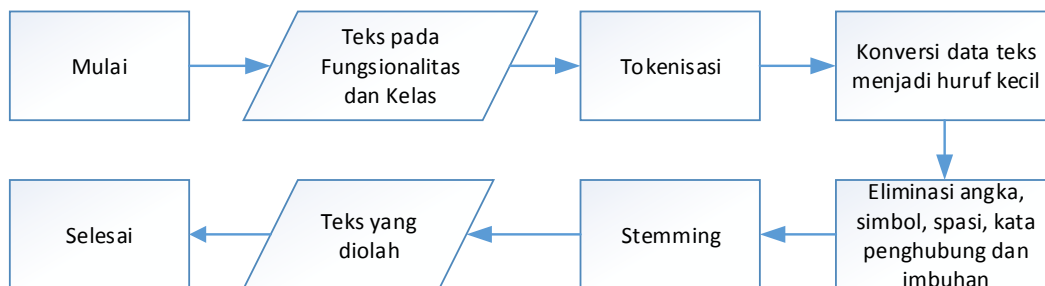 Mulai
Teks pada
Fungsionalitas
dan Kelas
Tokenisasi
Konversi data teks
menjadi huruf kecil
Eliminasi angka,
simbol, spasi, kata
penghubung dan
imbuhan
Stemming
Teks yang
diolah
Selesai